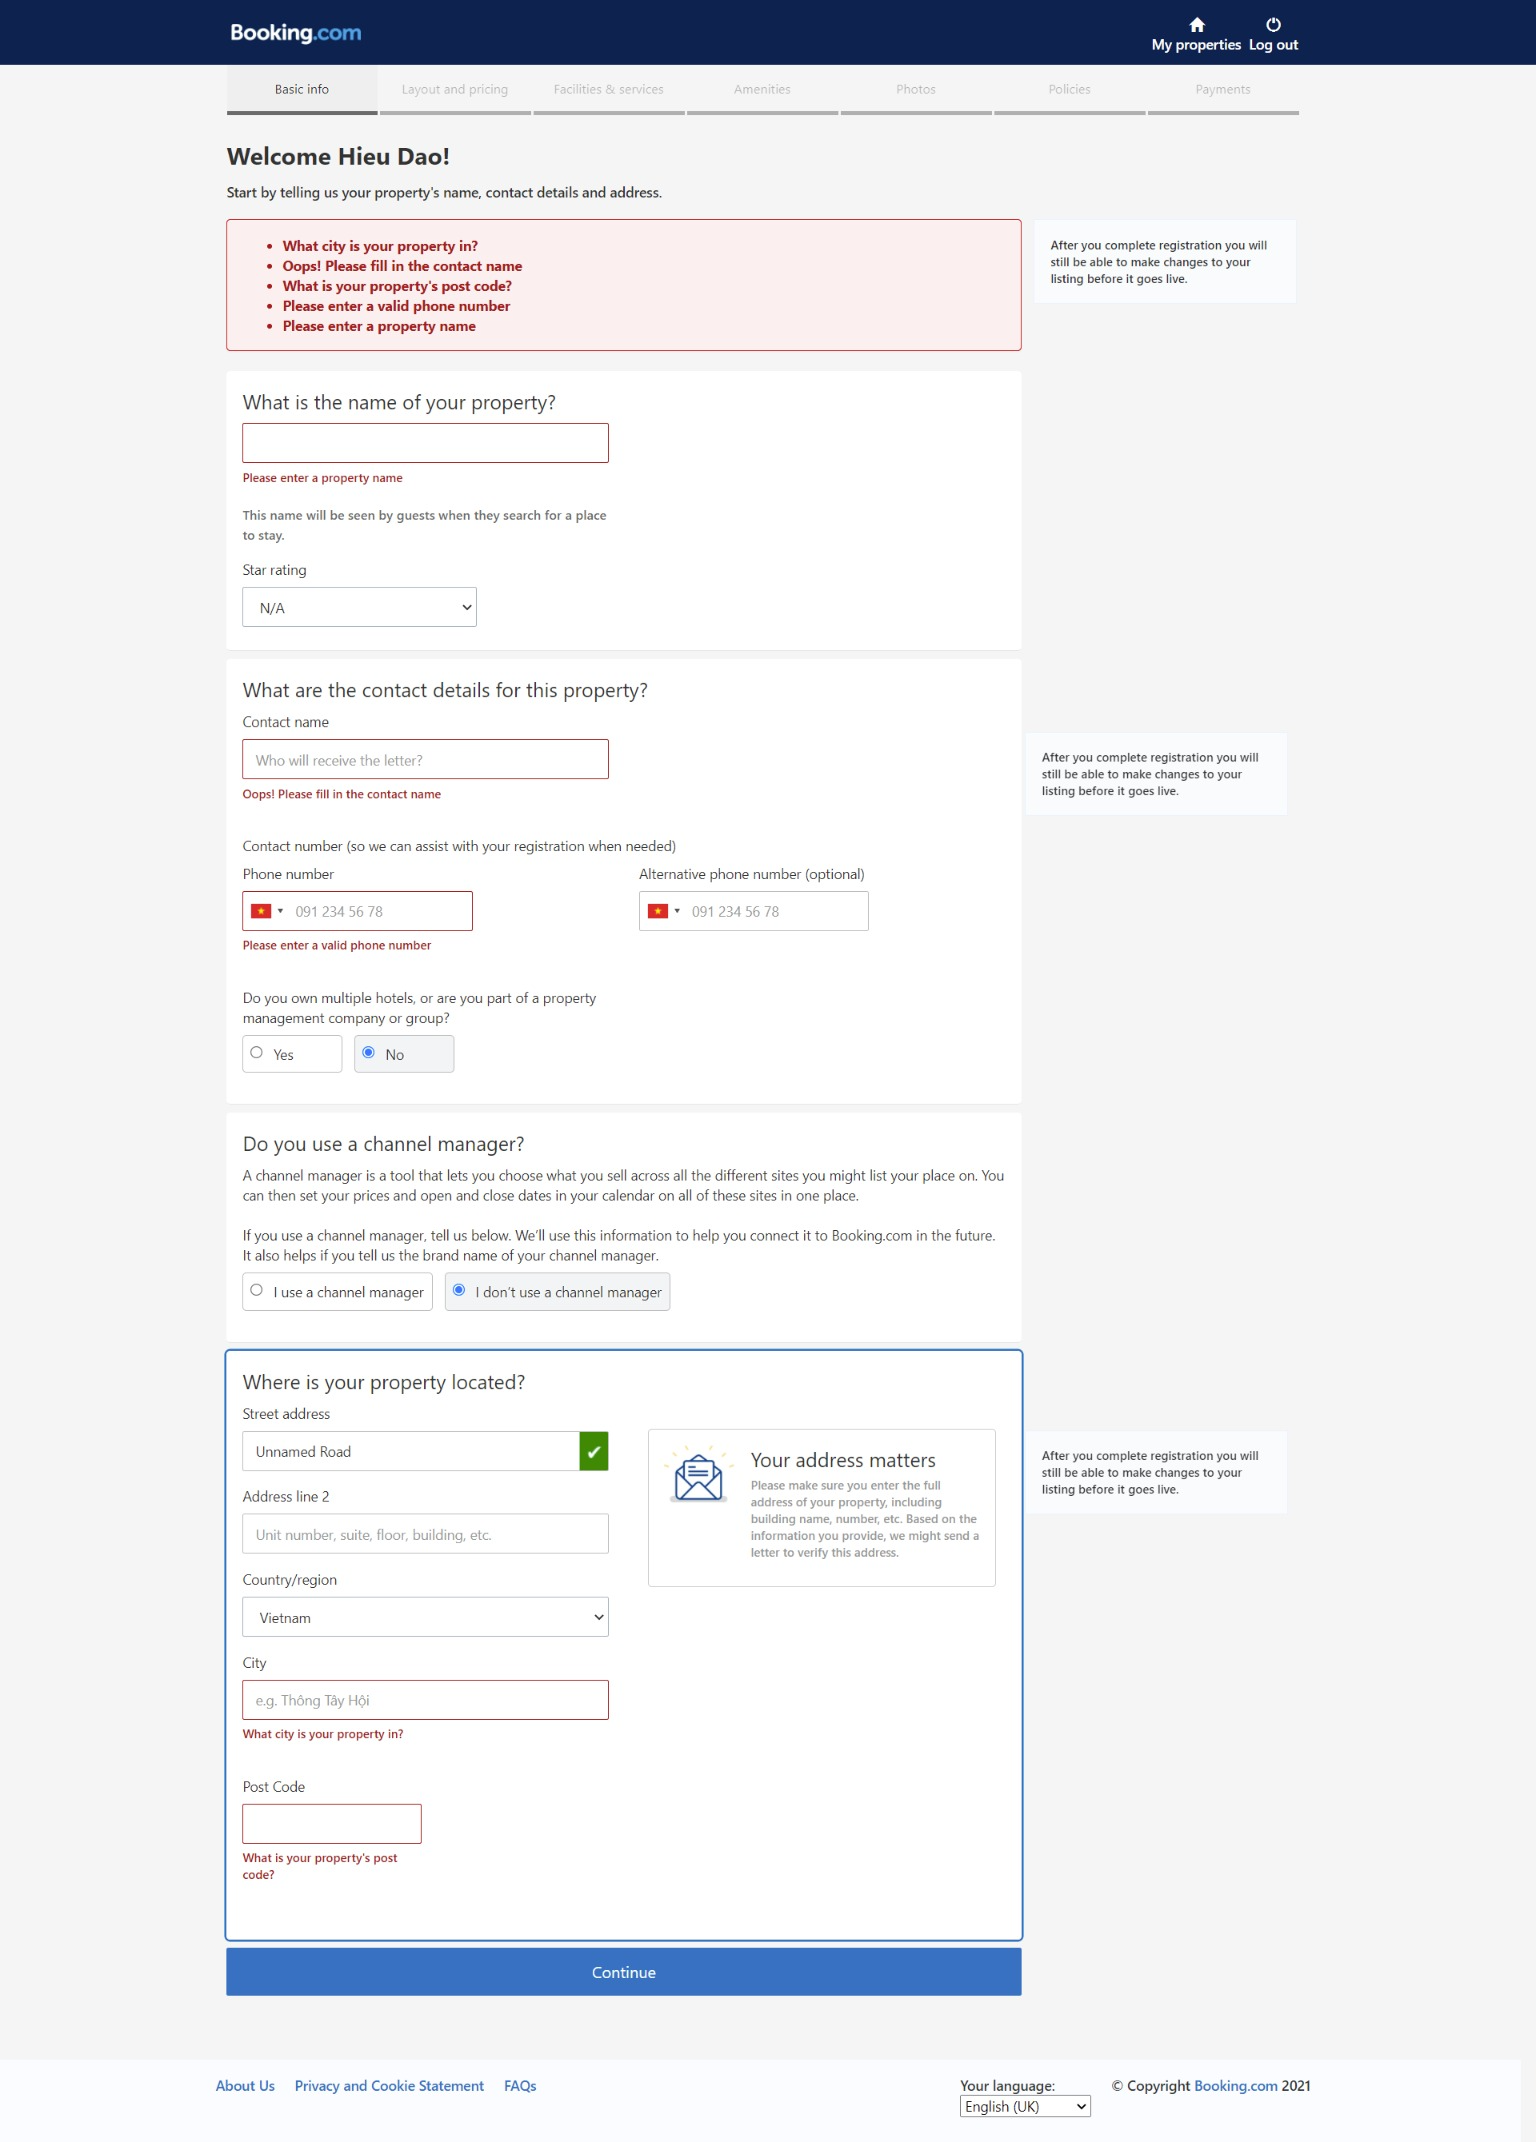 Booking.com
My properties Log out
Basic info
Layout and pricing
Facilities & services
Amenities
Photos
Policies
Payments
Welcome Hieu Dao!
Start by telling us your property's name, contact details and address.
• What city is your property in?
• Oops! Please fill in the contact name
• What is your property's post code?
• Please enter a valid phone number
• Please enter a property name
After you complete registration you will
still be able to make changes to your
listing before it goes live.
What is the name of your property?
Please enter a property name
This name will be seen by guests when they search for a place
to stay.
Star rating
N/A
What are the contact details for this property?
Contact name
Who will receive the letter?
Oops! Please fill in the contact name
After you complete registration you will
still be able to make changes to your
listing before it goes live.
Contact number (so we can assist with your registration when needed)
Phone number
091 234 56 78
Please enter a valid phone number
Alternative phone number (optional)
091 234 56 78
Do you own multiple hotels, or are you part of a property
management company or group?
Yes
No
Do you use a channel manager?
A channel manager is a tool that lets you choose what you sell across all the different sites you might list your place on. You
can then set your prices and open and close dates in your calendar on all of these sites in one place.
If you use a channel manager, tell us below. We'll use this information to help you connect it to Booking.com in the future.
It also helps if you tell us the brand name of your channel manager.
I use a channel manager
I don't use a channel manager
Where is your property located?
Street address
Unnamed Road
Address line 2
Unit number, suite, floor, building, etc.
Country/region
Vietnam
City
e.g. Thông Tây Hội
What city is your property in?
Post Code
What is your property's post
code?
Your address matters
Please make sure you enter the full
address of your property, including
building name, number, etc. Based on the
information you provide, we might send a
letter to verify this address.
After you complete registration you will
still be able to make changes to your
listing before it goes live.
Continue
About Us
Privacy and Cookie Statement
FAQs
Your language:
English (UK)
© Copyright Booking.com 2021